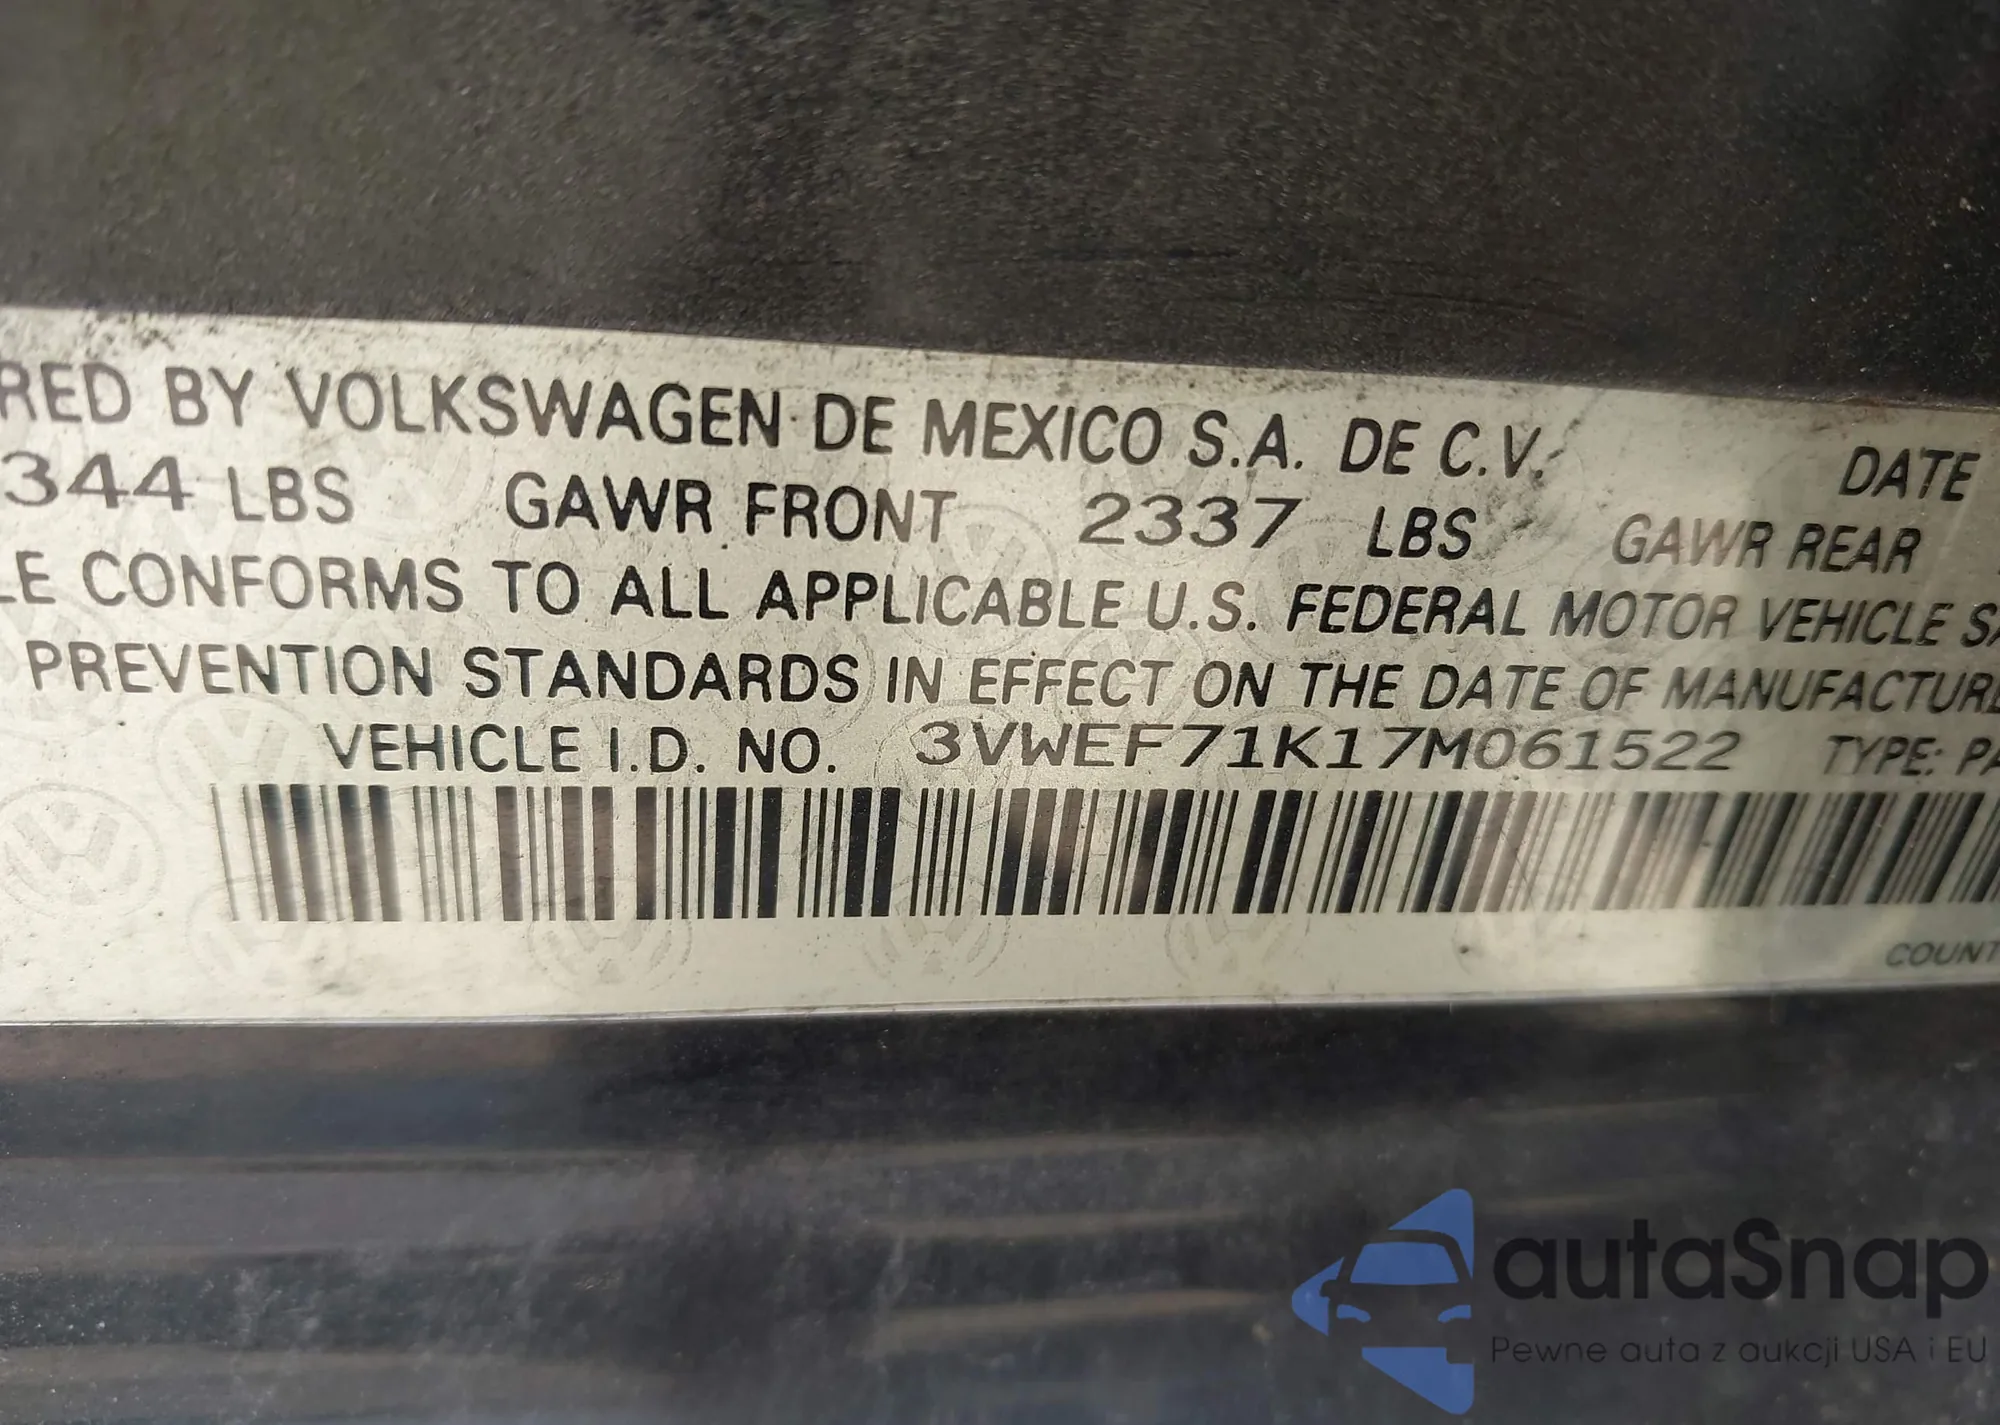 RED BY VOLKSWAGEN DE MEXICO S.A. DE C.V. DATE
344 LBS GAWR FRONT 2337 LBS GAWR REAR
LE CONFORMS TO ALL APPLICABLE U.S. FEDERAL MOTOR VEHICLE SA
PREVENTION STANDARDS IN EFFECT ON THE DATE OF MANUFACTURE
VEHICLE I.D. NO. 3VWEF71K17M061522 TYPE: PA
COUNT
autaSnap
Pewne auta z aukcji USA i EU